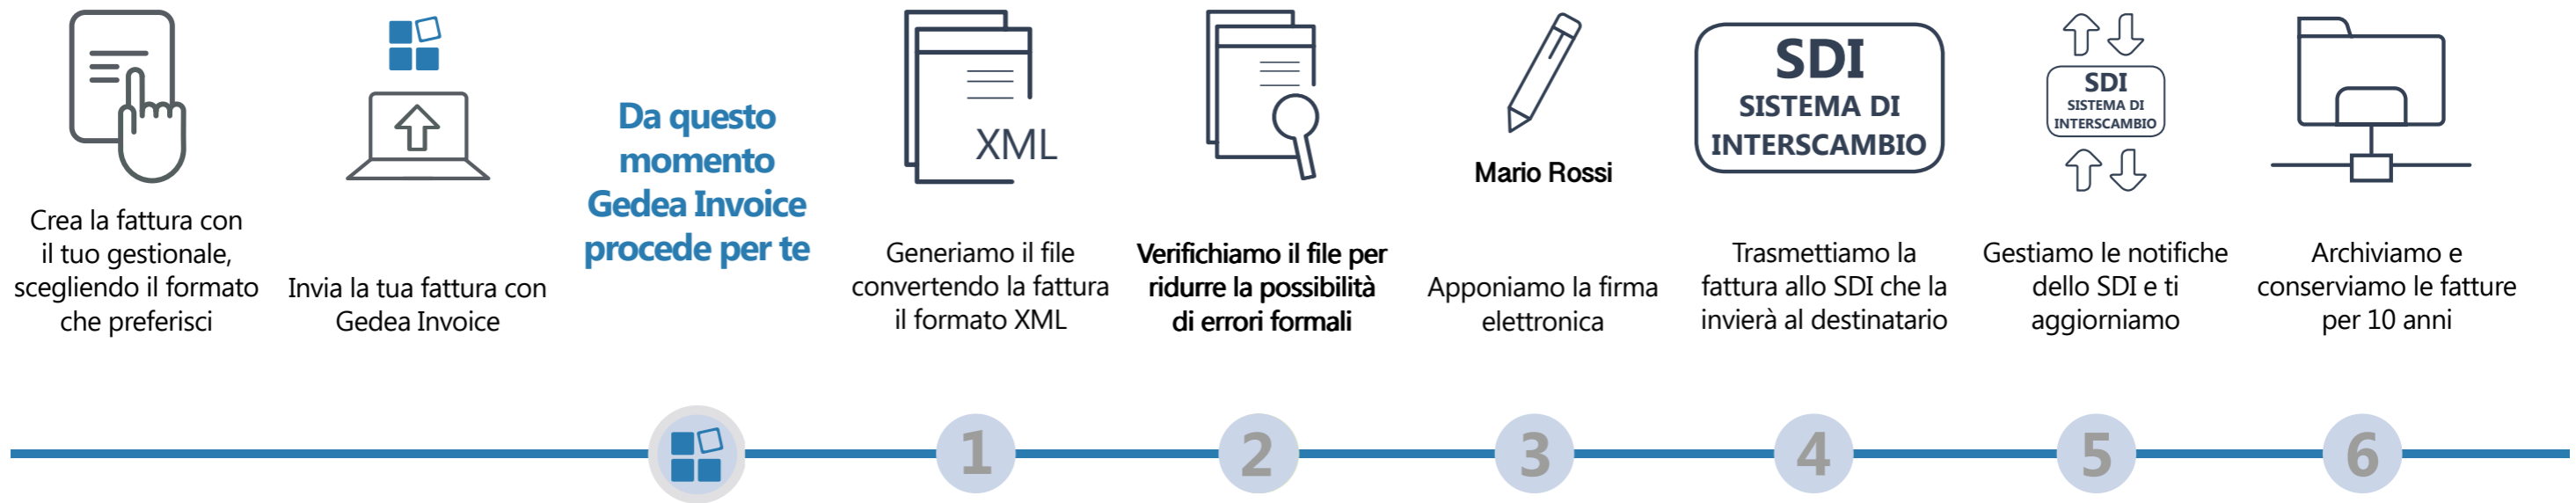 Crea la fattura con
il tuo gestionale,
scegliendo il formato
che preferisci
Invia la tua fattura con
Gedea Invoice
Da questo
momento
Gedea Invoice
procede per te
XML
Generiamo il file
convertendo la fattura
il formato XML
Verifichiamo il file per
ridurre la possibilità
di errori formali
Mario Rossi
Apponiamo la firma
elettronica
SDI
SISTEMA DI
INTERSCAMBIO
Trasmettiamo la
fattura allo SDI che la
invierà al destinatario
SDI
SISTEMA DI
INTERSCAMBIO
Gestiamo le notifiche
dello SDI e ti
aggiorniamo
Archiviamo e
conserviamo le fatture
per 10 anni
1
2
3
4
5
6